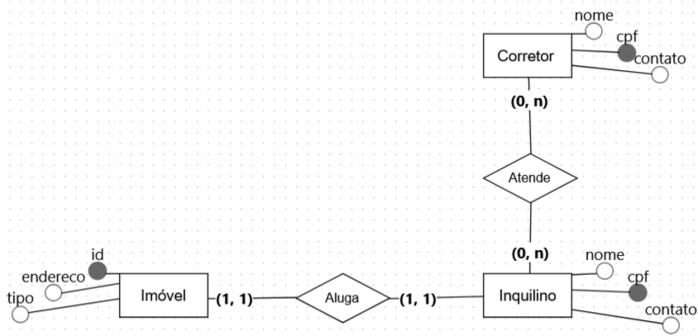 nome
cpf
Corretor
contato
(0, n)
Atende
(0, n)
nome
id
cpf
endereco
tipo
Imóvel
(1, 1)
Aluga
(1, 1)
Inquilino
contato